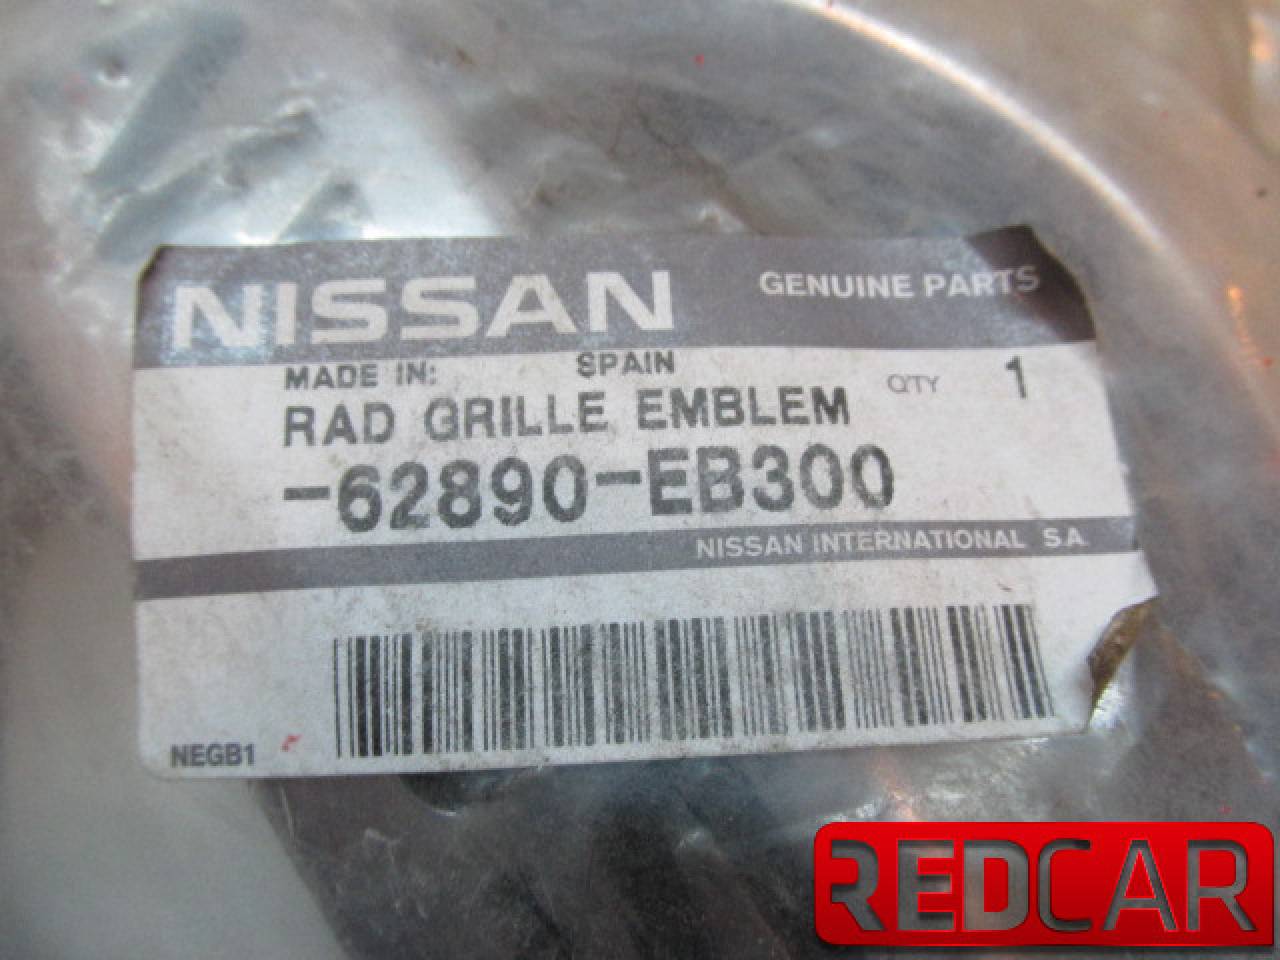 NISSAN GENUINE PARTS
MADE IN: SPAIN
QTY 1
RAD GRILLE EMBLEM
-62890-EB300
NISSAN INTERNATIONAL S.A.
NEGB1
REDCAR